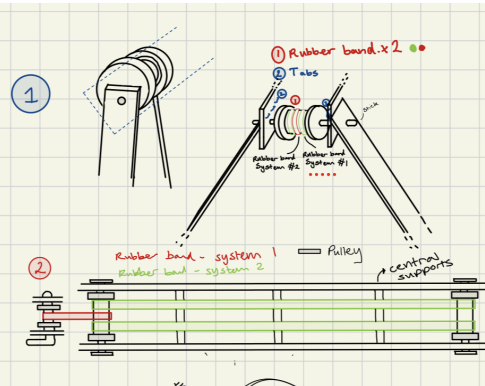 1
① Rubber band x2
② Tabs
② ① ②
stick
Rubber band
System #2
Rubber band
System #1
2
Rubber band - system 1
Rubber band - system 2
Pulley
central
supports